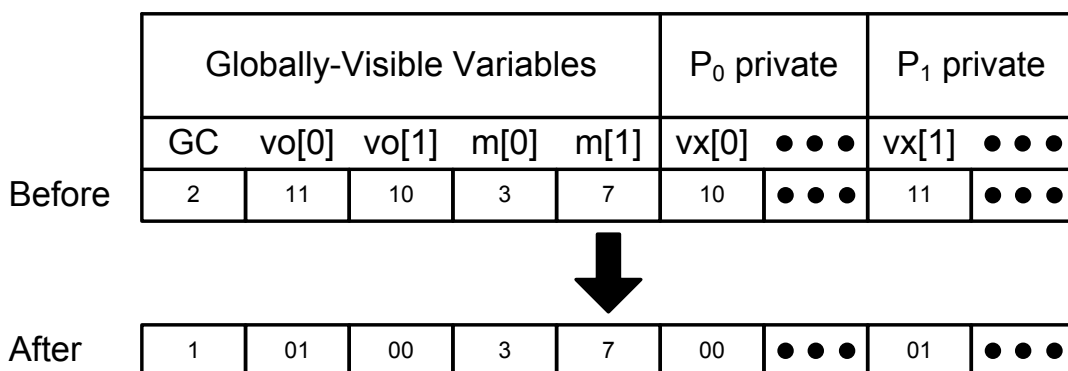 Globally-Visible Variables P₀ private P₁ private
GC vo[0] vo[1] m[0] m[1] vx[0] ●●● vx[1] ●●●
Before 2 11 10 3 7 10 ●●● 11 ●●●
After 1 01 00 3 7 00 ●●● 01 ●●●